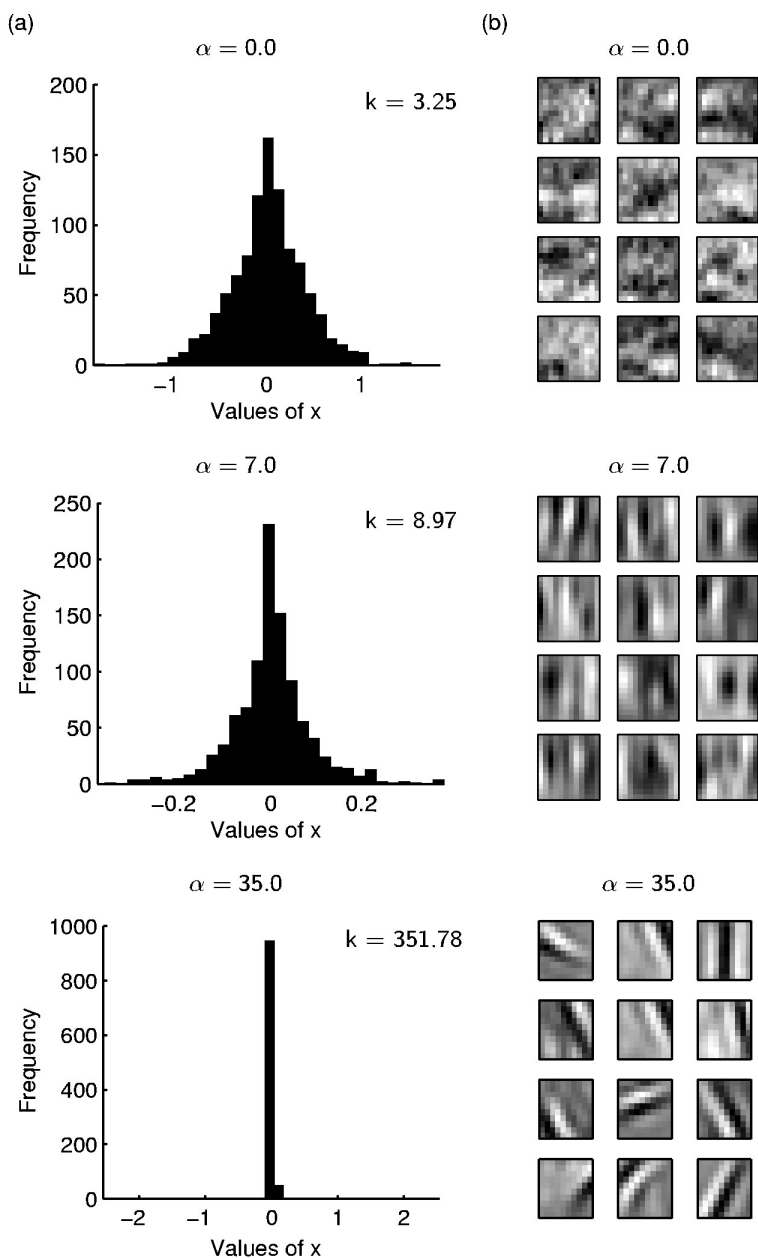 (a)
(b)
α = 0.0
α = 0.0
k = 3.25
200
150
100
50
0
Frequency
−1 0 1
Values of x
α = 7.0
α = 7.0
k = 8.97
250
200
150
100
50
0
Frequency
−0.2 0 0.2
Values of x
α = 35.0
α = 35.0
k = 351.78
1000
800
600
400
200
0
Frequency
−2 −1 0 1 2
Values of x